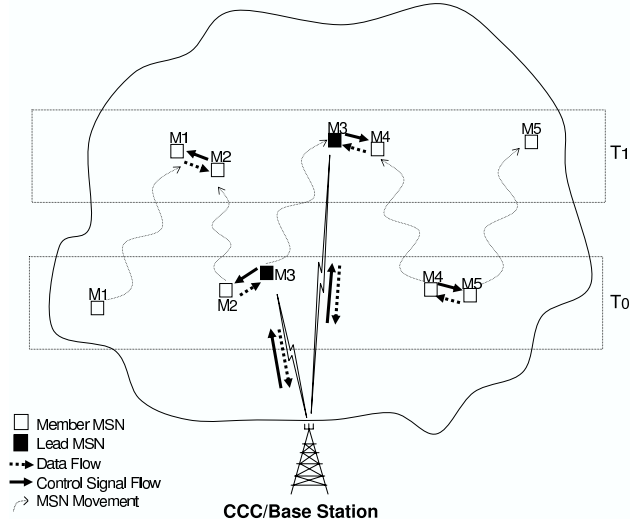 M3
M1
M4
M5
M2
T1
M3
M4
M5
M1
M2
T0
Member MSN
Lead MSN
Data Flow
Control Signal Flow
MSN Movement
CCC/Base Station